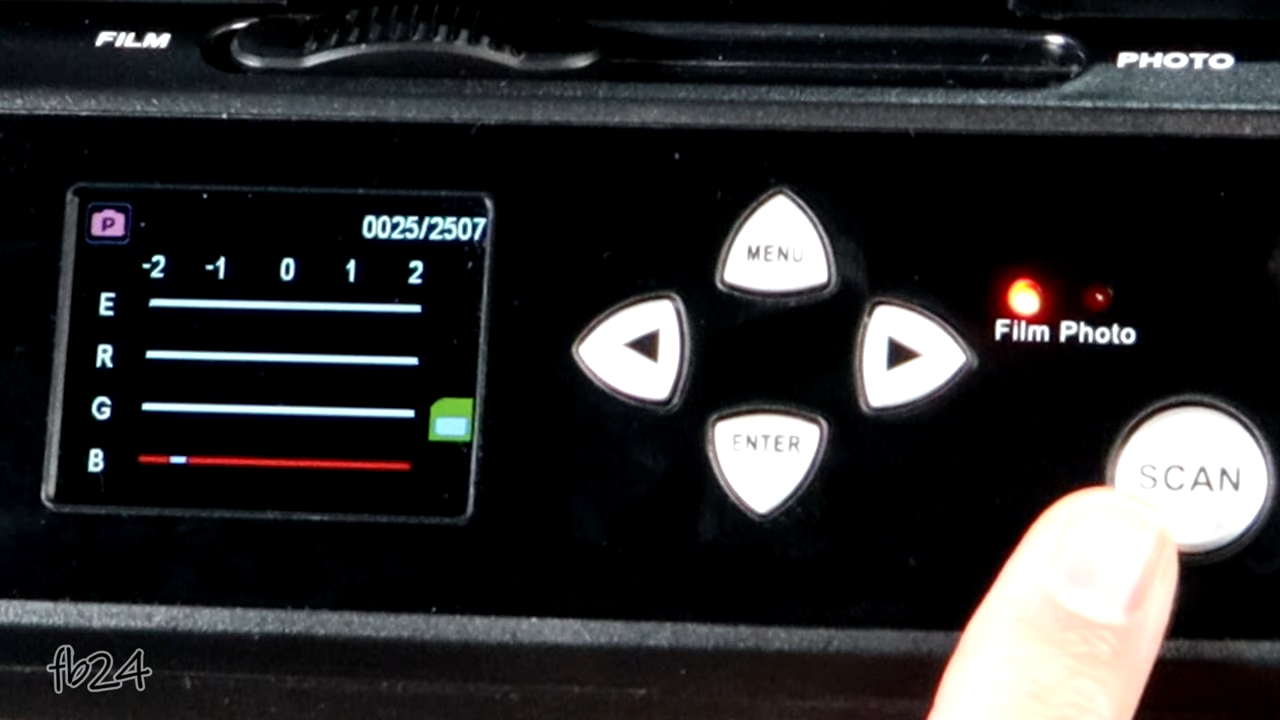 FILM
PHOTO
P
0025/2507
-2 -1 0 1 2
E
R
G
B
MENU
ENTER
Film Photo
SCAN
fb24